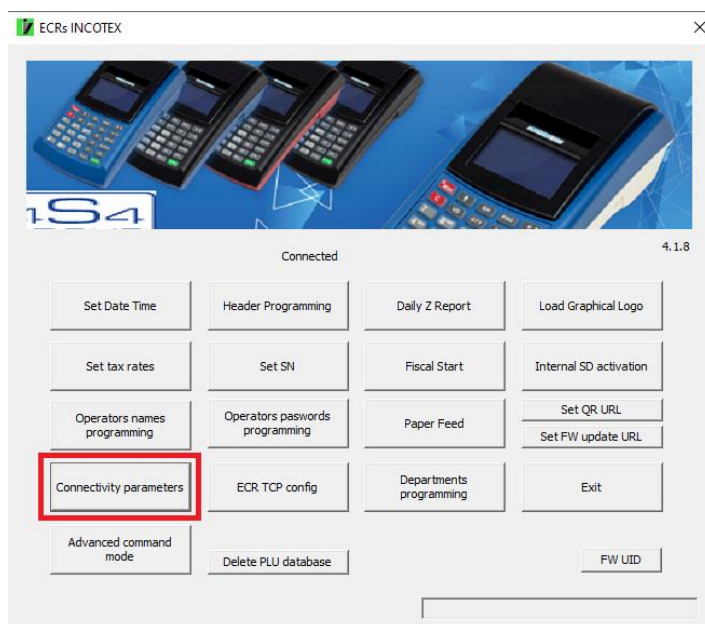 ECRs INCOTEX
4S4
Connected
4.1.8
Set Date Time
Header Programming
Daily Z Report
Load Graphical Logo
Set tax rates
Set SN
Fiscal Start
Internal SD activation
Operators names
programming
Operators paswords
programming
Paper Feed
Set QR URL
Set FW update URL
Connectivity parameters
ECR TCP config
Departments
programming
Exit
Advanced command
mode
Delete PLU database
FW UID